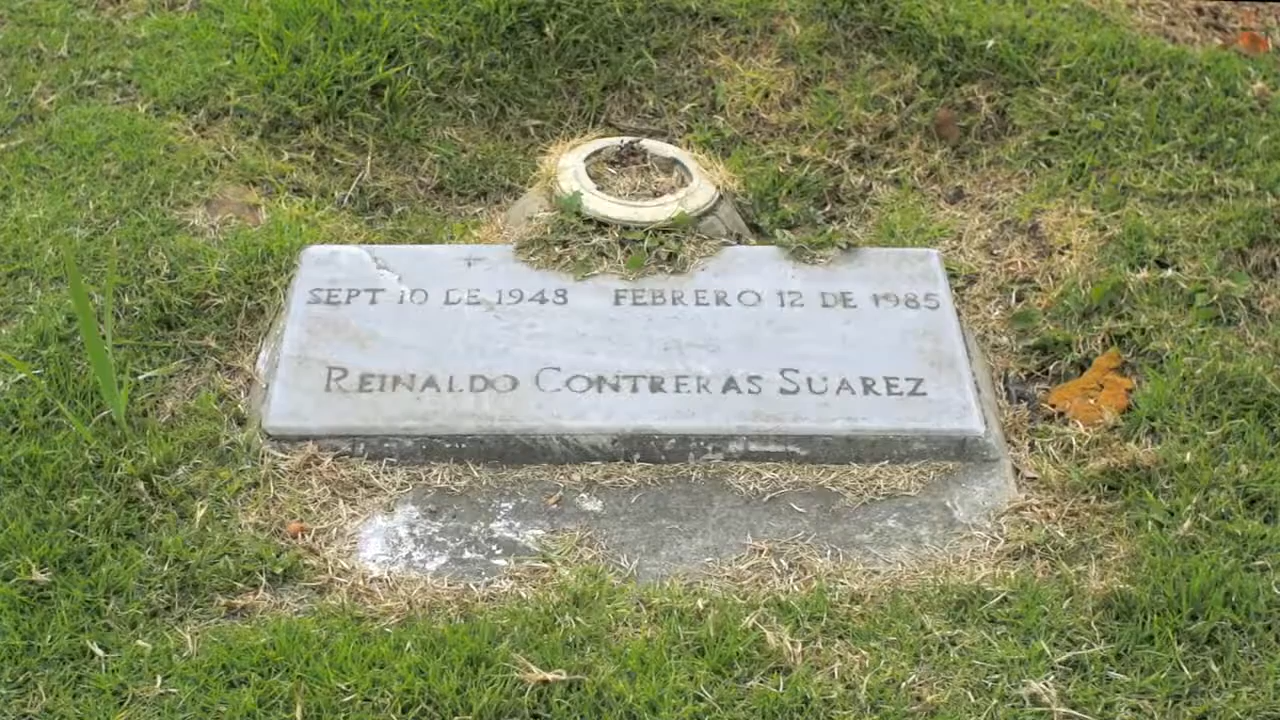 SEPT 10 DE 1948 FEBRERO 12 DE 1985
REINALDO CONTRERAS SUAREZ